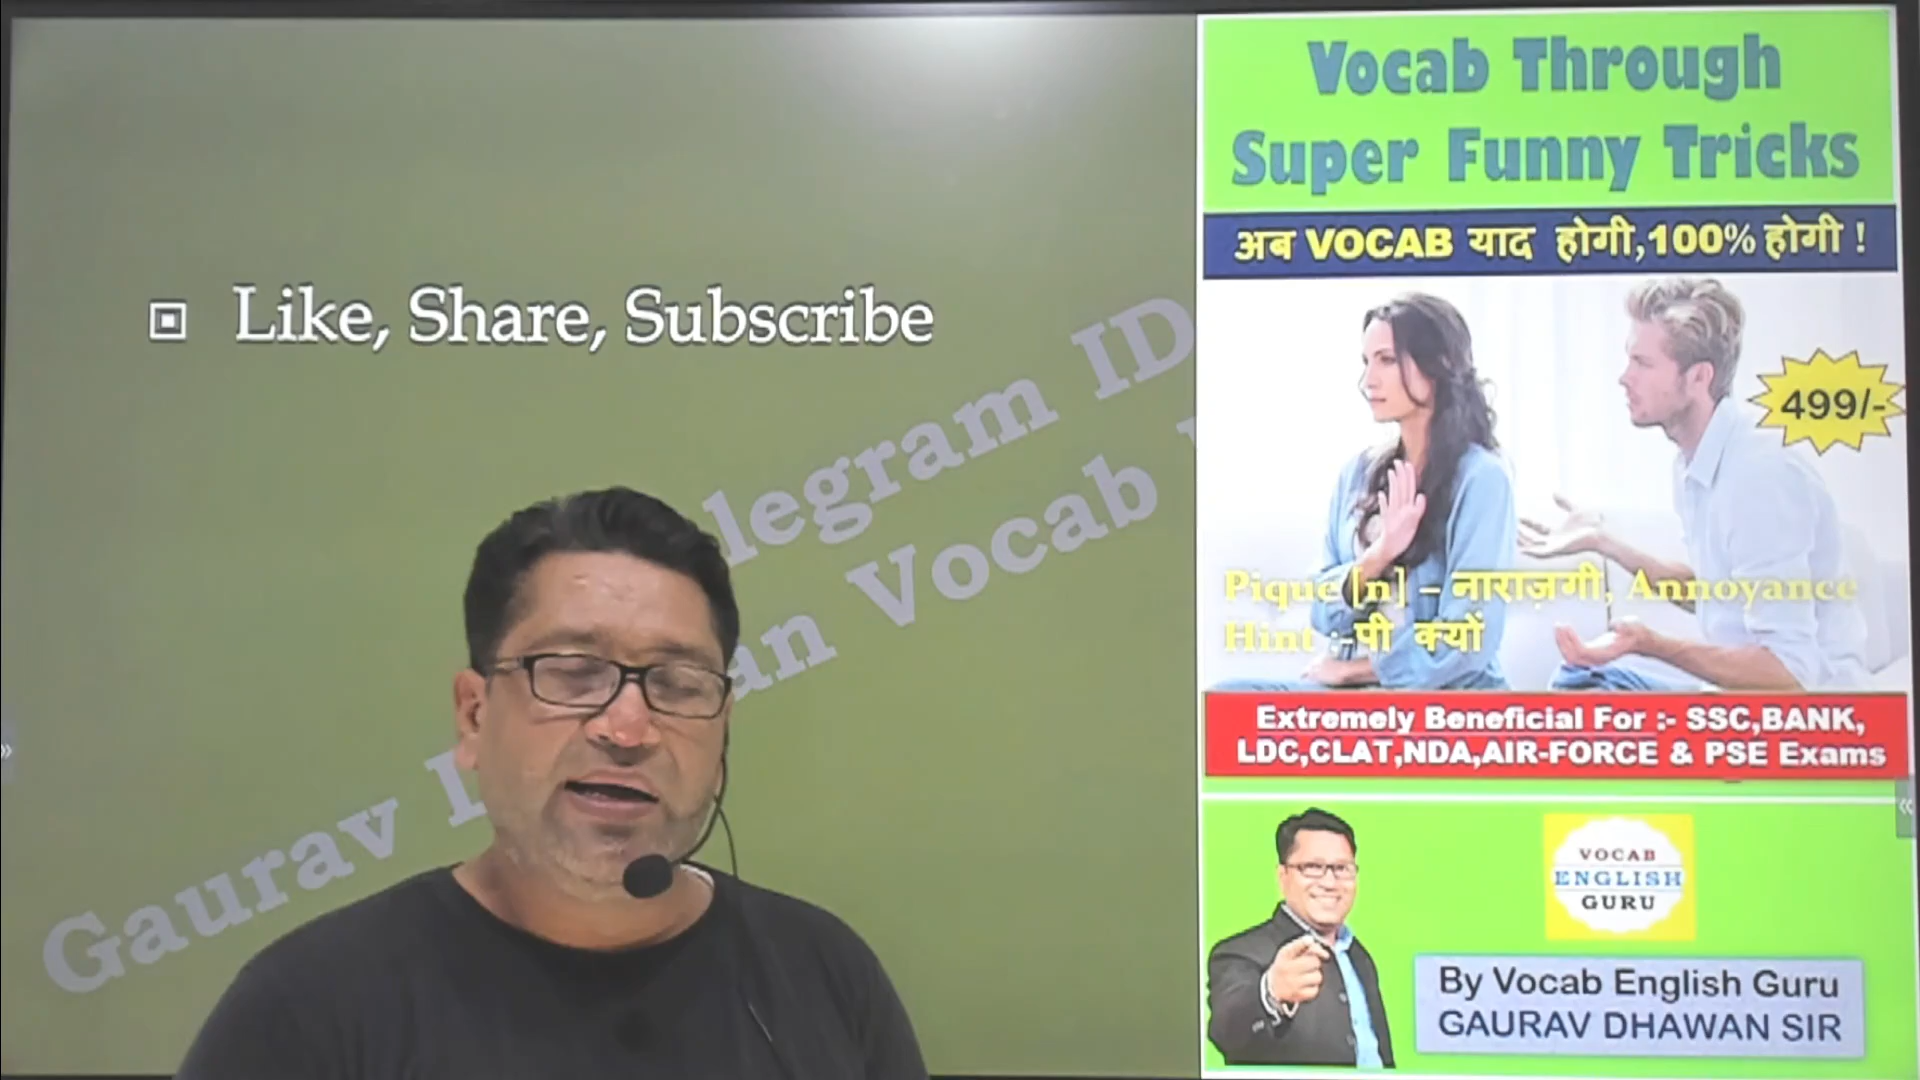 Like, Share, Subscribe
legram ID
Gaurav
an Vocab
Vocab Through
Super Funny Tricks
अब VOCAB याद होगी,100% होगी !
499/-
Pique [n] – नाराज़गी, Annoyance
Hint :-पी क्यों
Extremely Beneficial For :- SSC,BANK,
LDC,CLAT,NDA,AIR-FORCE & PSE Exams
VOCAB
ENGLISH
GURU
By Vocab English Guru
GAURAV DHAWAN SIR